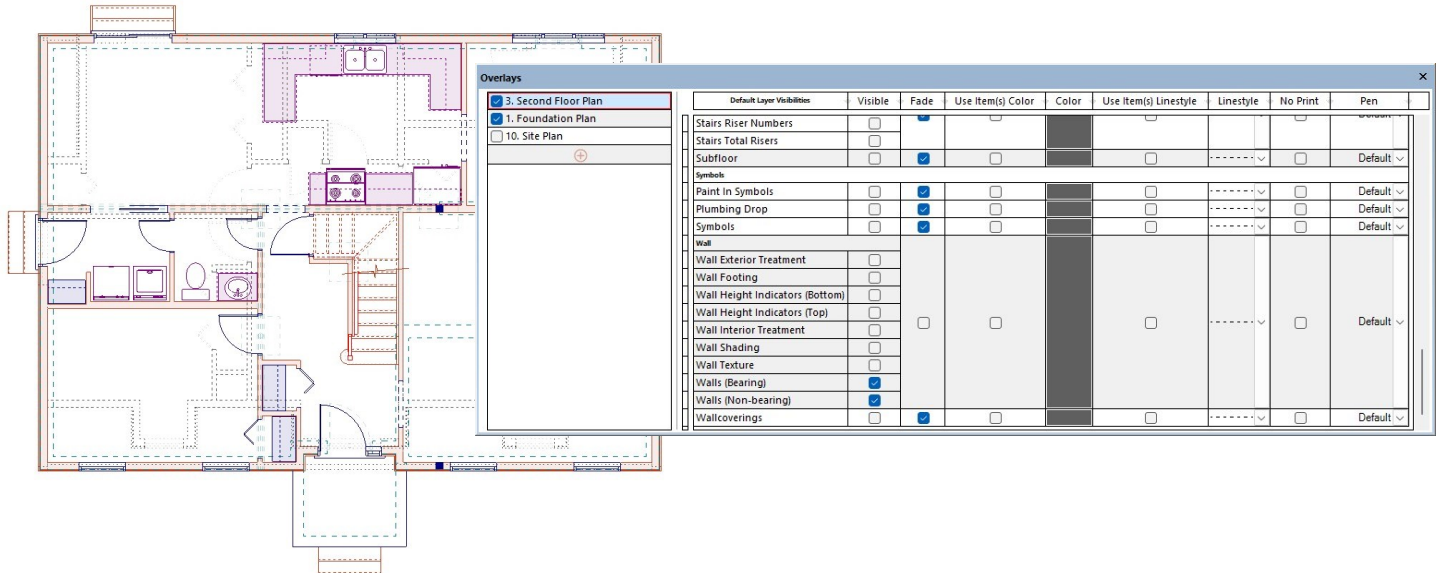 Overlays
3. Second Floor Plan
1. Foundation Plan
10. Site Plan
Default Layer Visibilities Visible Fade Use Item(s) Color Color Use Item(s) Linestyle Linestyle No Print Pen
Stairs Riser Numbers
Stairs Total Risers
Subfloor Default
Symbols
Paint In Symbols Default
Plumbing Drop Default
Symbols Default
Wall
Wall Exterior Treatment
Wall Footing
Wall Height Indicators (Bottom)
Wall Height Indicators (Top)
Wall Interior Treatment Default
Wall Shading
Wall Texture
Walls (Bearing)
Walls (Non-bearing)
Wallcoverings Default